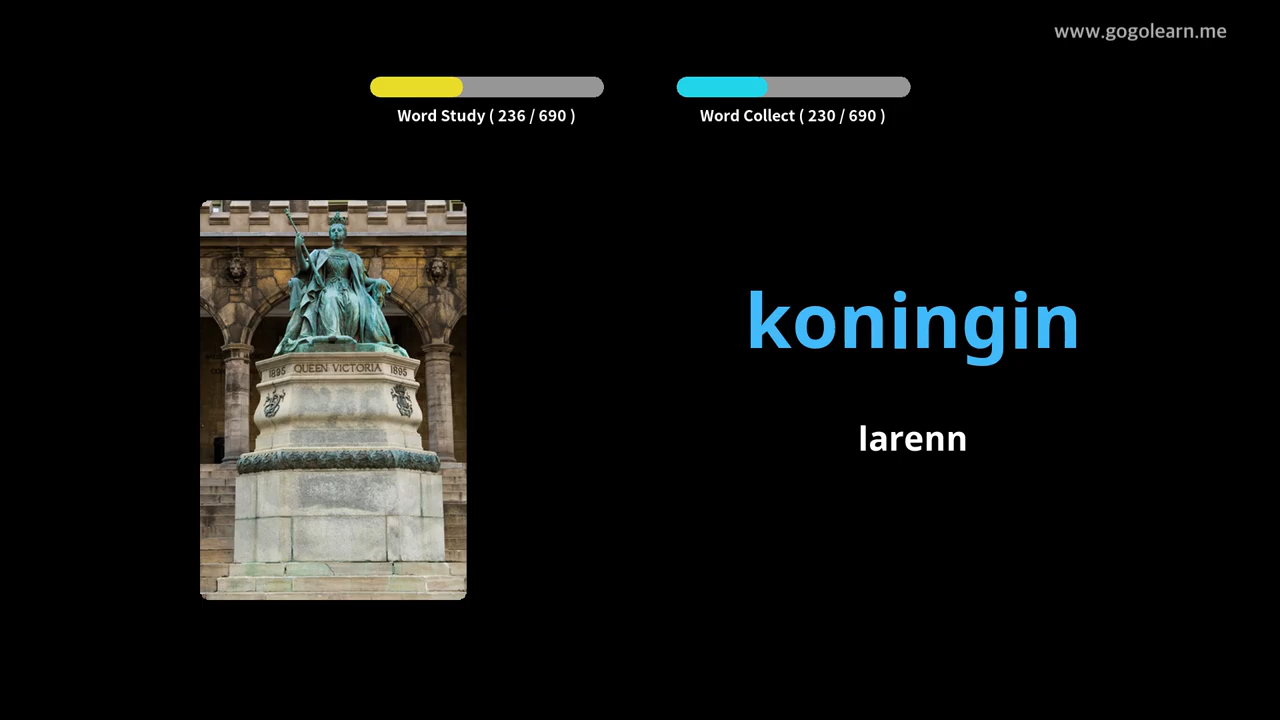 www.gogolearn.me
Word Study ( 236 / 690 )
Word Collect ( 230 / 690 )
koningin
larenn
1895 QUEEN VICTORIA 1895